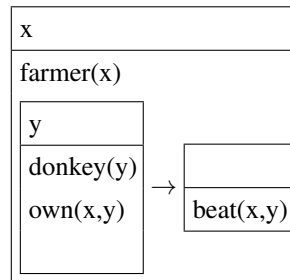 x
farmer(x)
y
donkey(y)
own(x,y)
→
beat(x,y)